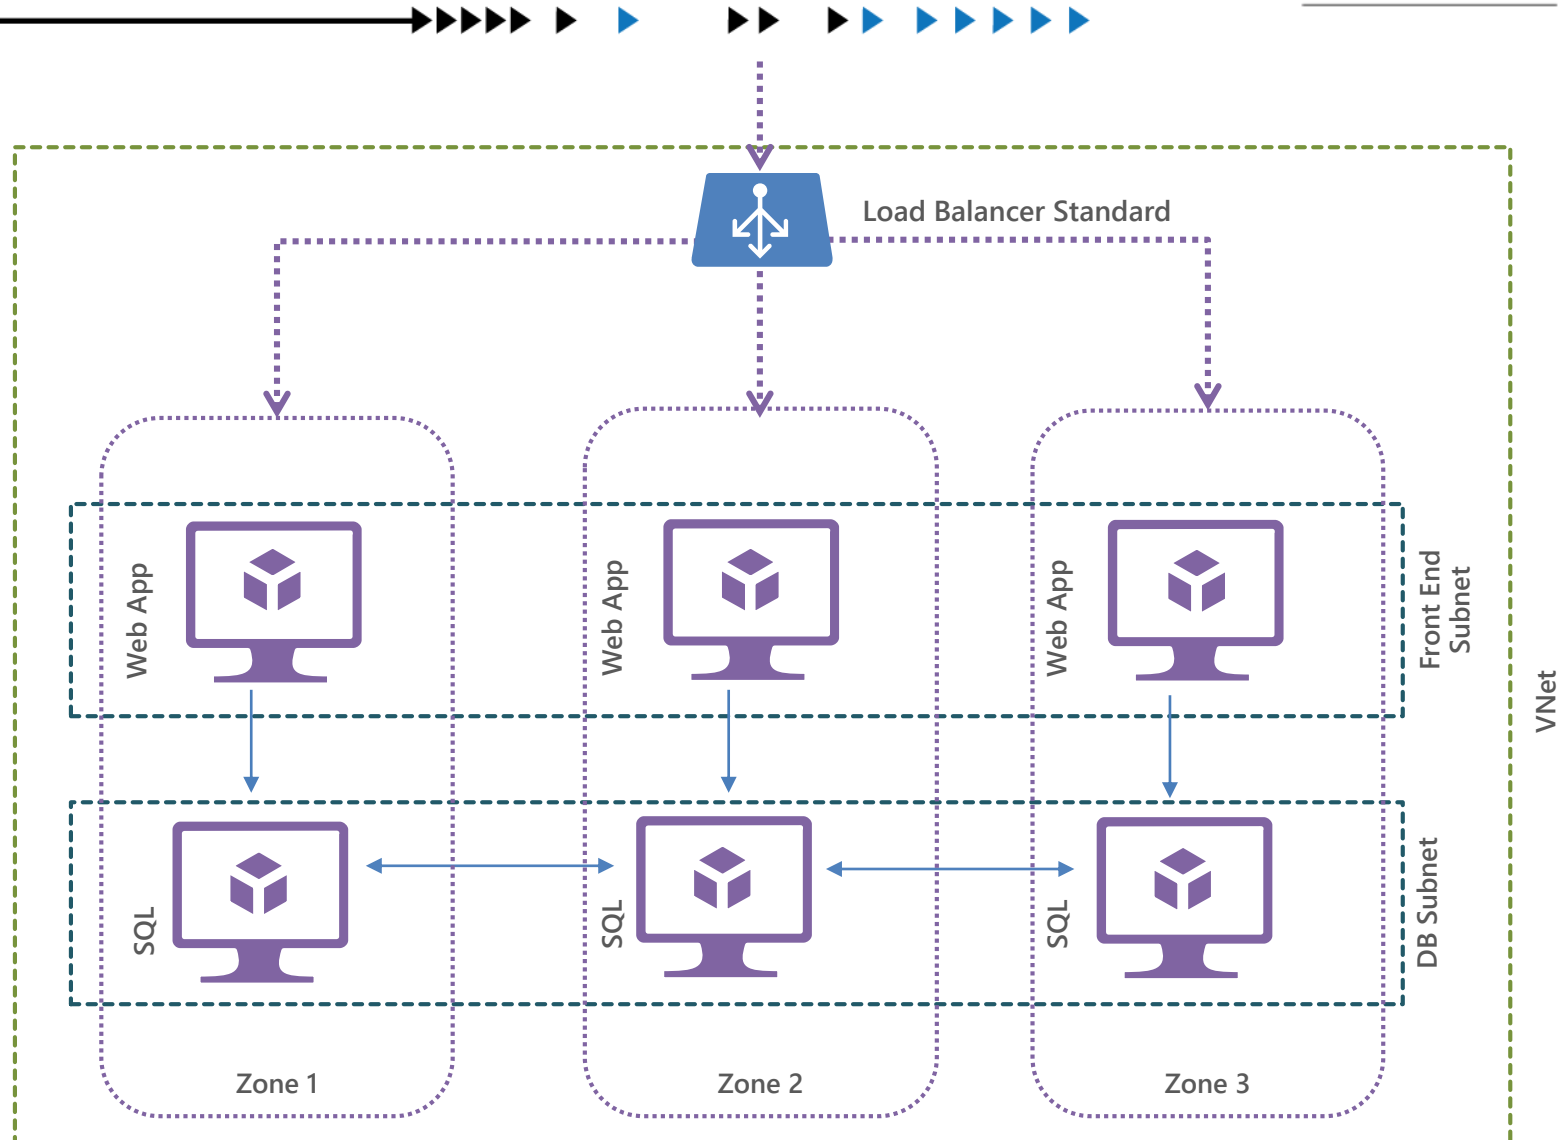 Load Balancer Standard
Web App
Web App
Web App
Front End
Subnet
VNet
SQL
SQL
SQL
DB Subnet
Zone 1
Zone 2
Zone 3